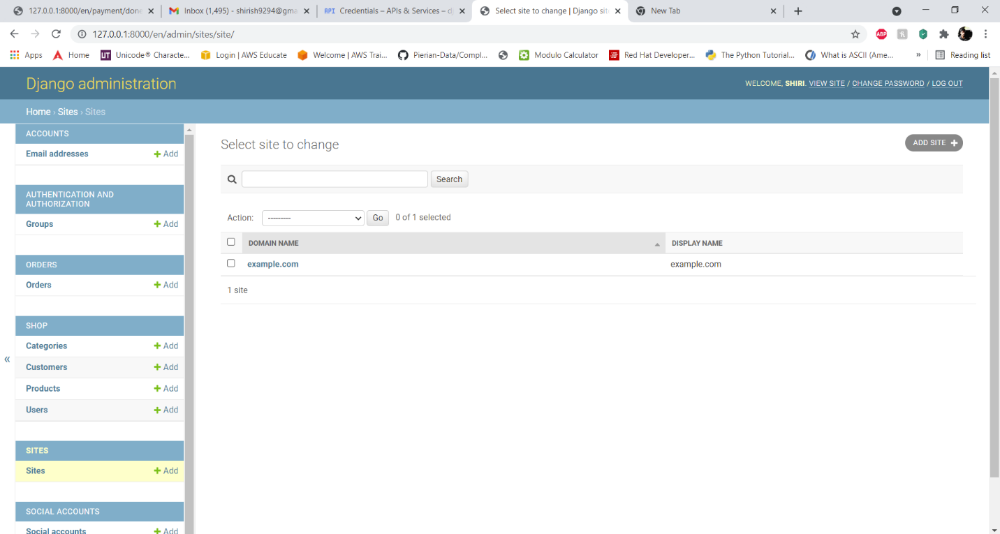 127.0.0.1:8000/en/payment/done
Inbox (1,495) - shirish9294@gma
API Credentials – APIs & Services – d
Select site to change | Django site
New Tab
127.0.0.1:8000/en/admin/sites/site/
ABP
Apps
Home
UT Unicode® Characte...
Login | AWS Educate
Welcome | AWS Trai...
Pierian-Data/Compl...
Modulo Calculator
Red Hat Developer...
The Python Tutorial...
What is ASCII (Ame...
»
Reading list
Django administration
WELCOME, SHIRI. VIEW SITE / CHANGE PASSWORD / LOG OUT
Home › Sites › Sites
ACCOUNTS
Email addresses + Add
AUTHENTICATION AND
AUTHORIZATION
Groups + Add
ORDERS
Orders + Add
SHOP
Categories + Add
Customers + Add
Products + Add
Users + Add
SITES
Sites + Add
SOCIAL ACCOUNTS
Social accounts + Add
«
Select site to change
ADD SITE +
Search
Action: --------- Go 0 of 1 selected
DOMAIN NAME DISPLAY NAME
example.com example.com
1 site